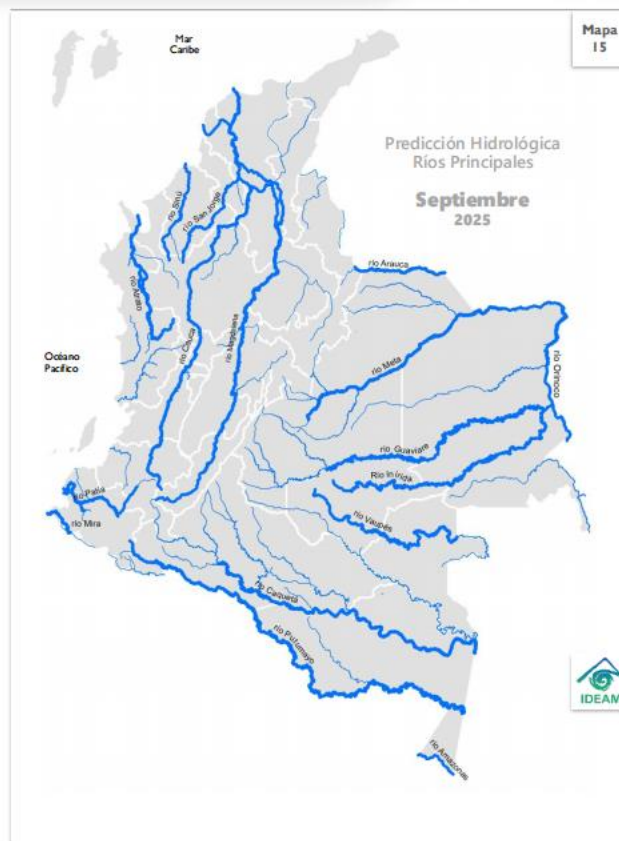 Mapa
15
Mar
Caribe
Predicción Hidrológica
Ríos Principales
Septiembre
2025
río Sinú
río San Jorge
río Arauca
río Atrato
río Cauca
río Magdalena
Océano
Pacífico
río Meta
río Orinoco
río Guaviare
Río Inírida
río Patía
río Vaupés
río Mira
río Caquetá
río Putumayo
IDEAM
río Amazonas